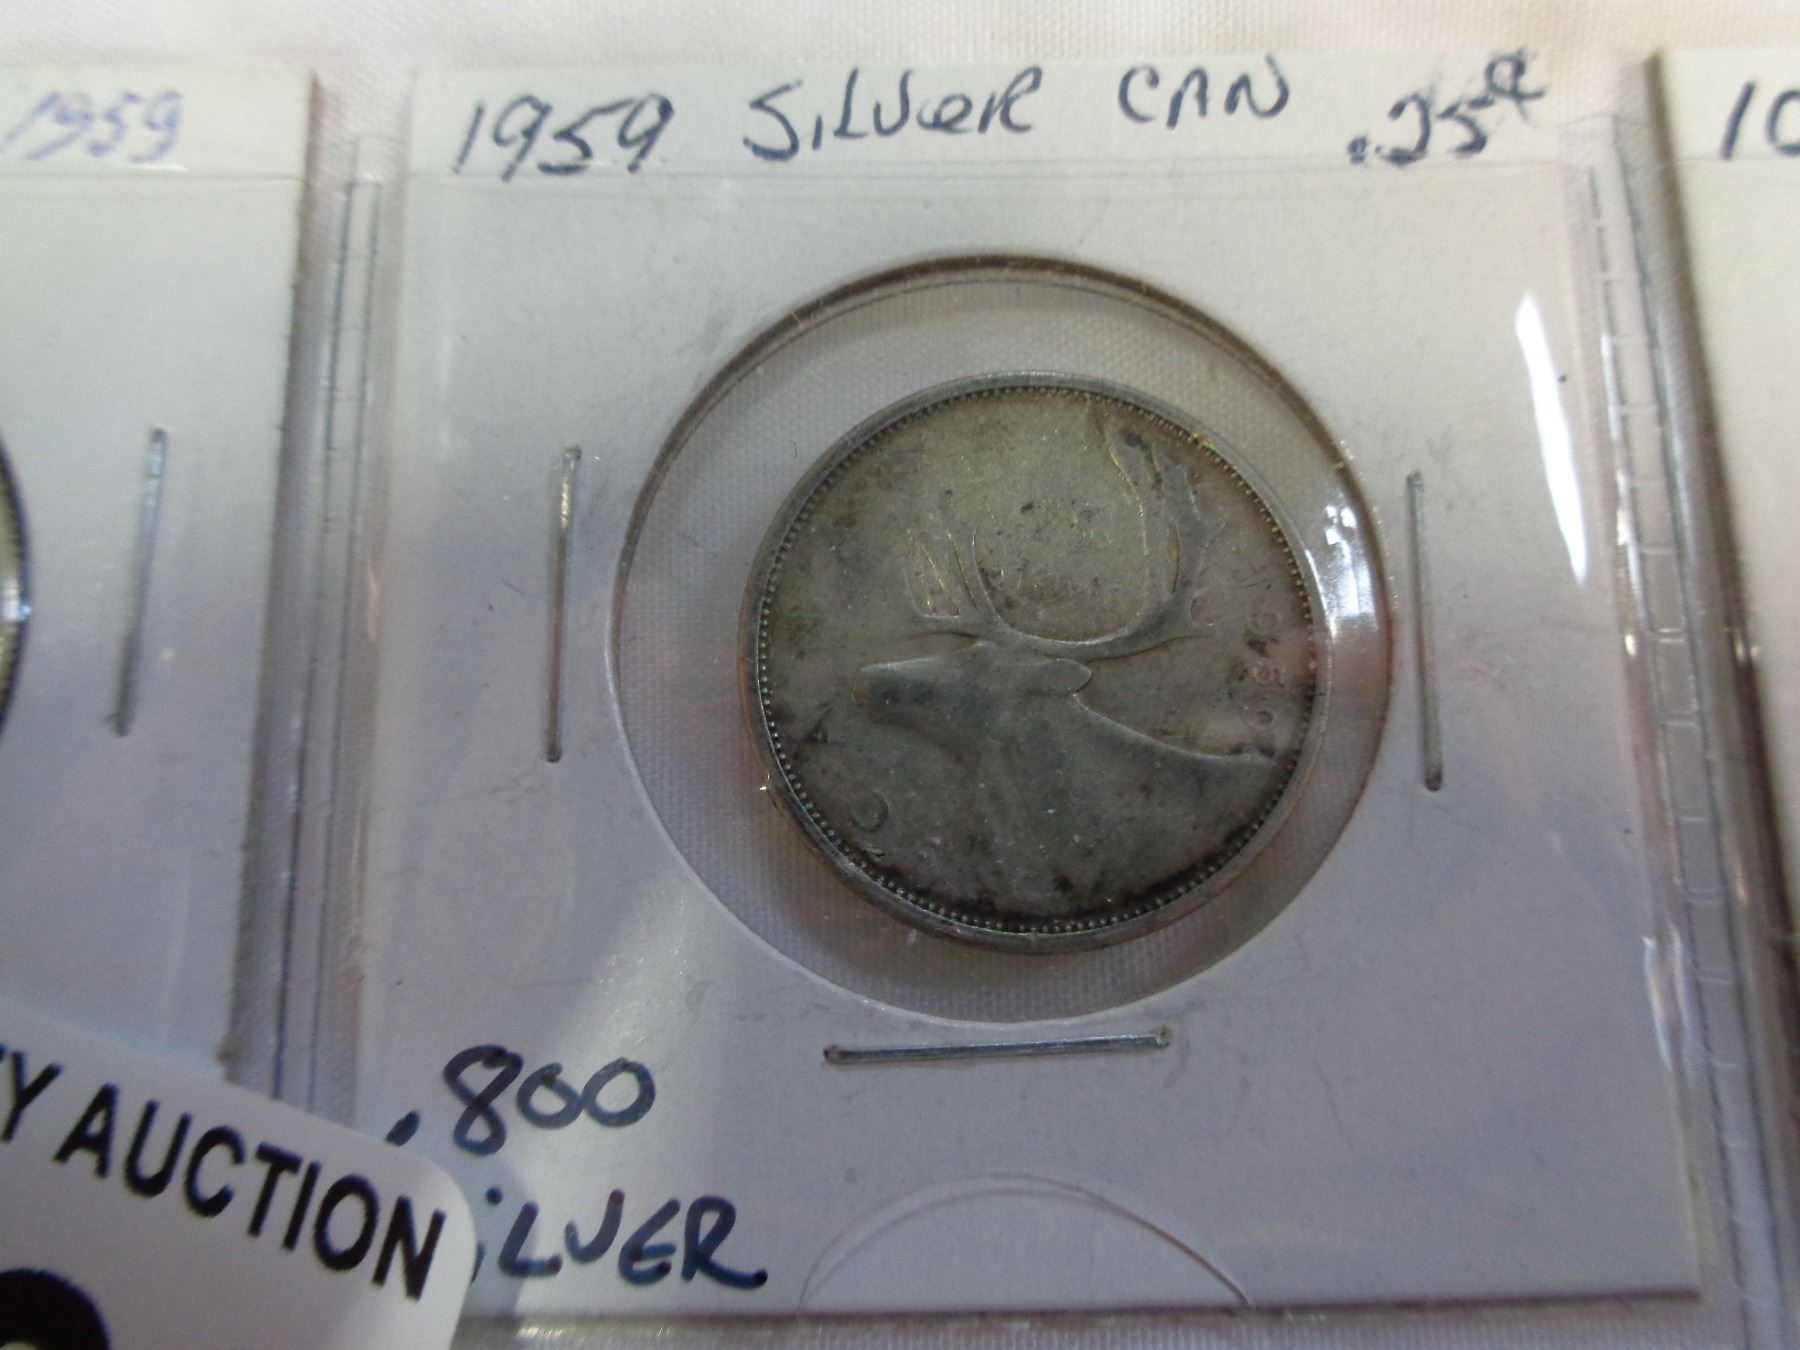 1959
1959 SILVER CAN .25¢
10
.800
SILVER
Y AUCTION